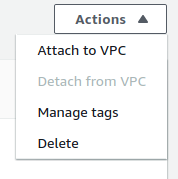 Actions ▲
Attach to VPC
Detach from VPC
Manage tags
Delete